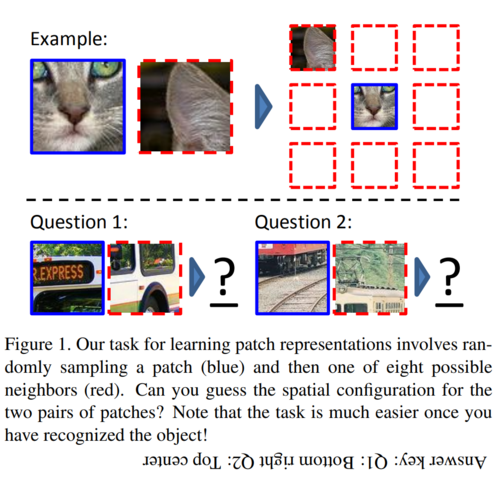 Example:
Question 1:
Question 2:
R.EXPRESS
?
?
Figure 1. Our task for learning patch representations involves ran-
domly sampling a patch (blue) and then one of eight possible
neighbors (red). Can you guess the spatial configuration for the
two pairs of patches? Note that the task is much easier once you
have recognized the object!
Answer key: Q1: Bottom right Q2: Top center